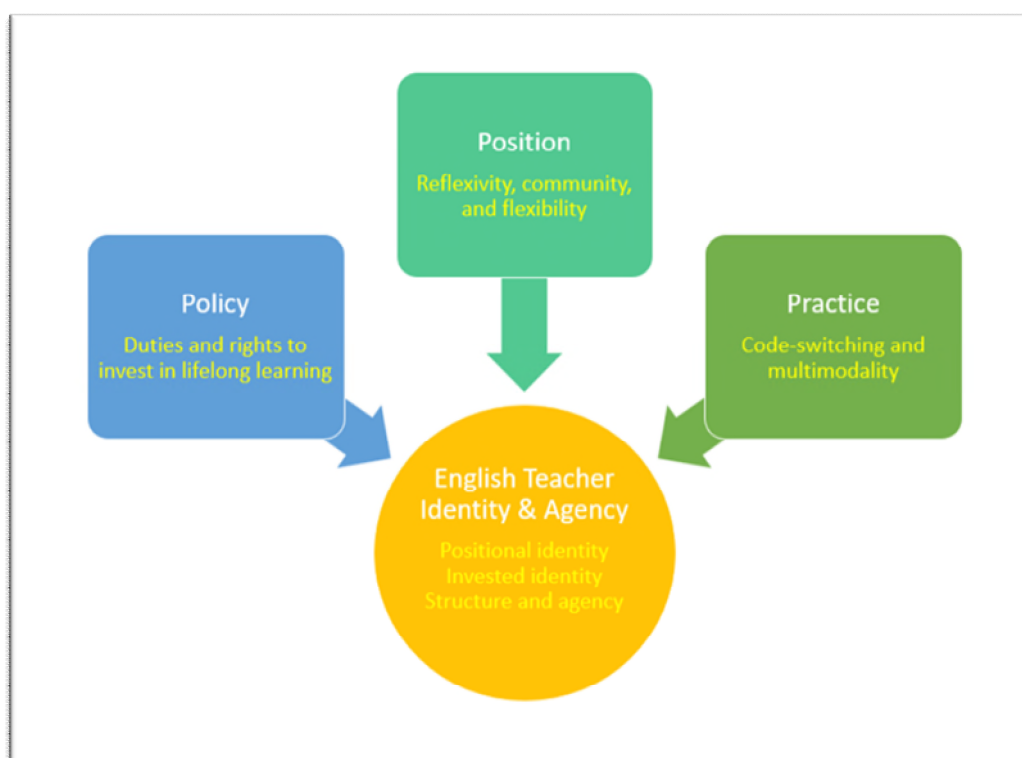 Position
Reflexivity, community,
and flexibility
Policy
Duties and rights to
invest in lifelong learning
Practice
Code-switching and
multimodality
English Teacher
Identity & Agency
Positional identity
Invested identity
Structure and agency